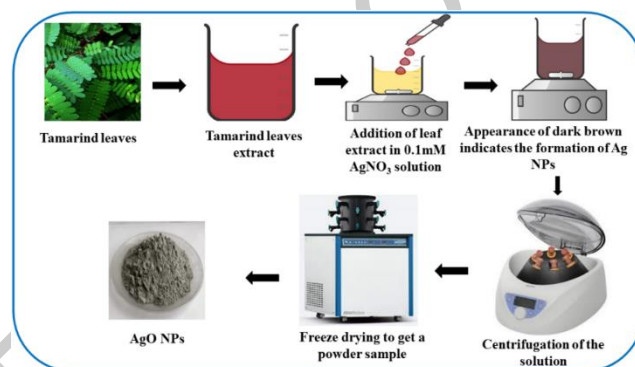 Tamarind leaves
Tamarind leaves
extract
Addition of leaf
extract in 0.1mM
AgNO₃ solution
Appearance of dark brown
indicates the formation of Ag
NPs
AgO NPs
Freeze drying to get a
powder sample
Centrifugation of the
solution